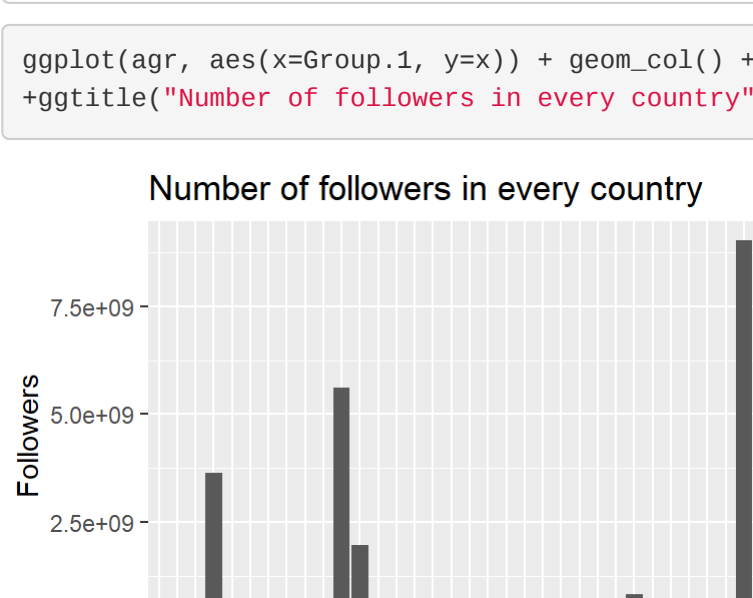 ggplot(agr, aes(x=Group.1, y=x)) + geom_col() +
+ggtitle("Number of followers in every country"
Number of followers in every country
7.5e+09
5.0e+09
2.5e+09
Followers